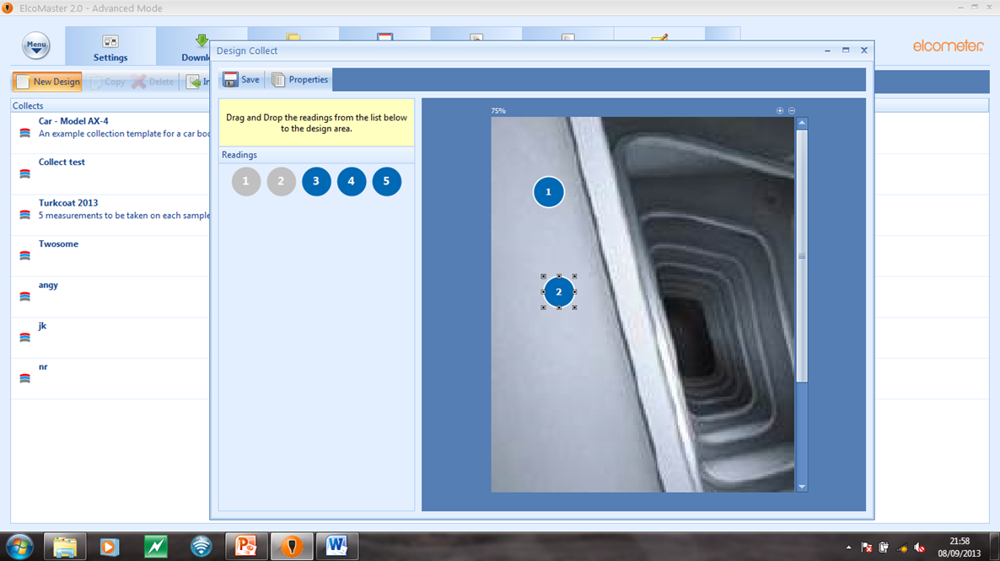 ElcoMaster 2.0 - Advanced Mode
Menu
Settings
elcometer
New Design
Copy
Delete
Collects
Car - Model AX-4
Collect test
Turkcoat 2013
5 measurements to be taken on each sample
Twosome
angy
jk
nr
An example collection template for a car
Design Collect
Save
Properties
Drag and Drop the readings from the list below
to the design area.
Readings
1 2 3 4 5
75%
1
2
21:58
08/09/2013